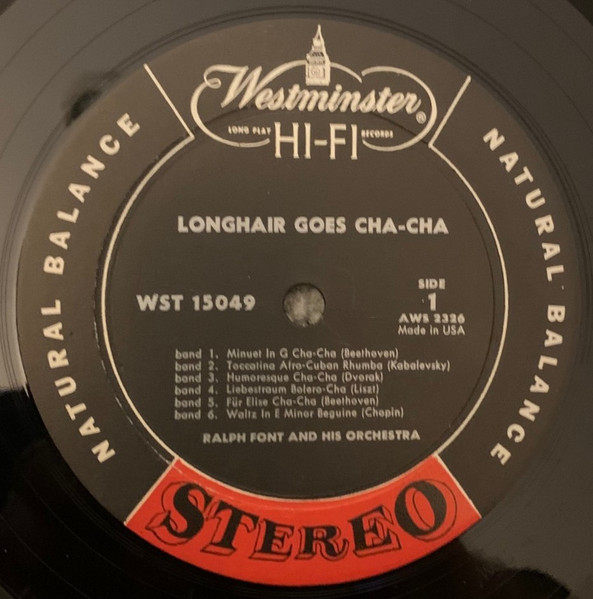 Westminster®
LONG PLAY RECORDS
HI-FI
NATURAL BALANCE
NATURAL BALANCE
LONGHAIR GOES CHA-CHA
WST 15049
SIDE
1
AWS 2326
Made in USA
band 1. Minuet In G Cha-Cha (Beethoven)
band 2. Toccatina Afro-Cuban Rhumba (Kabalevsky)
band 3. Humoresque Cha-Cha (Dvorak)
band 4. Liebestraum Bolero-Cha (Liszt)
band 5. Für Elise Cha-Cha (Beethoven)
band 6. Waltz In E Minor Beguine (Chopin)
RALPH FONT AND HIS ORCHESTRA
STEREO